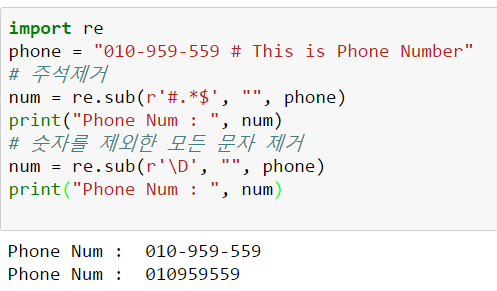 import re
phone = "010-959-559 # This is Phone Number"
# 주석제거
num = re.sub(r'#.*$', "", phone)
print("Phone Num : ", num)
# 숫자를 제외한 모든 문자 제거
num = re.sub(r'\D', "", phone)
print("Phone Num : ", num)
Phone Num :  010-959-559
Phone Num :  010959559